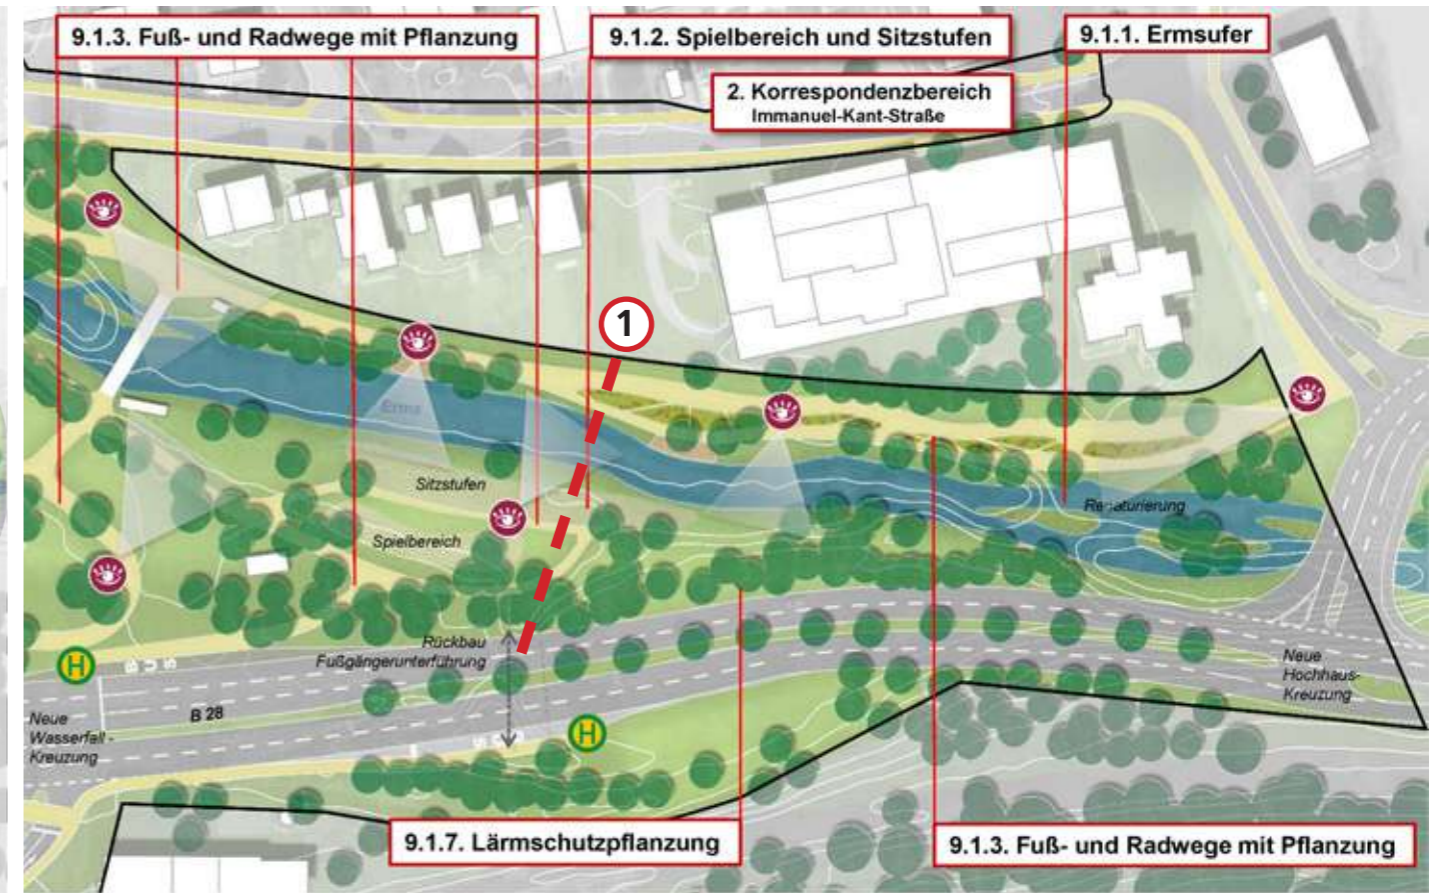 9.1.3. Fuß- und Radwege mit Pflanzung
9.1.2. Spielbereich und Sitzstufen
9.1.1. Ermsufer
2. Korrespondenzbereich
Immanuel-Kant-Straße
1
Erms
Sitzstufen
Renaturierung
Spielbereich
Rückbau
Fußgängerunterführung
H
BUS
Neue
Hochhaus-
Kreuzung
B 28
Neue
Wasserfall-
Kreuzung
H
9.1.7. Lärmschutzpflanzung
9.1.3. Fuß- und Radwege mit Pflanzung